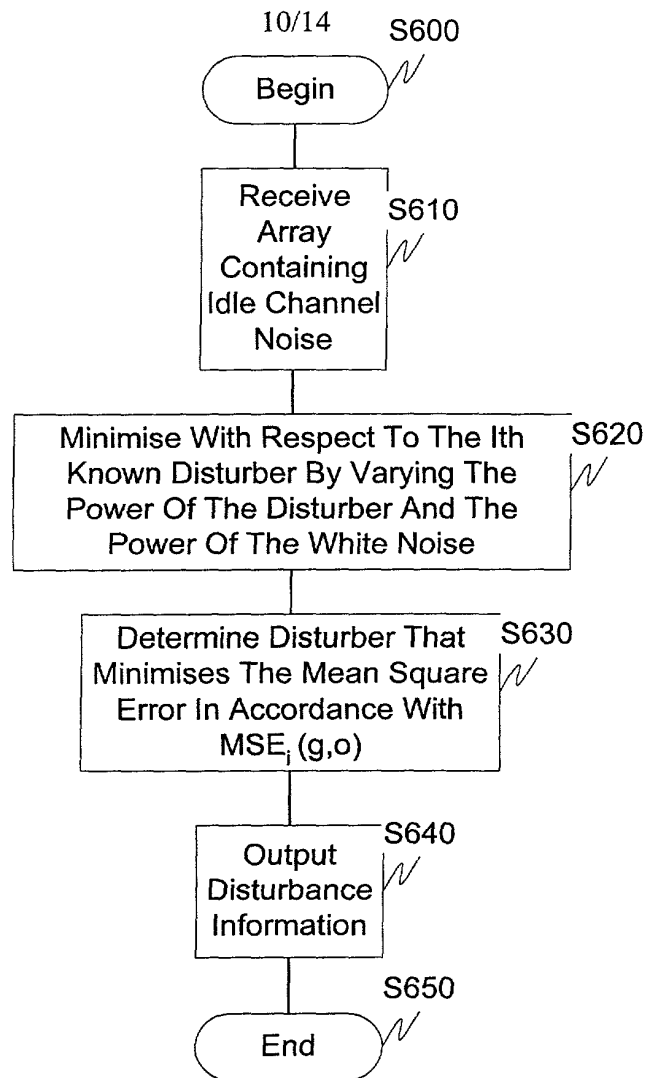 10/14
S600
Begin
Receive
Array
Containing
Idle Channel
Noise
S610
Minimise With Respect To The Ith
Known Disturber By Varying The
Power Of The Disturber And The
Power Of The White Noise
S620
Determine Disturber That
Minimises The Mean Square
Error In Accordance With
MSEᵢ (g,o)
S630
Output
Disturbance
Information
S640
S650
End